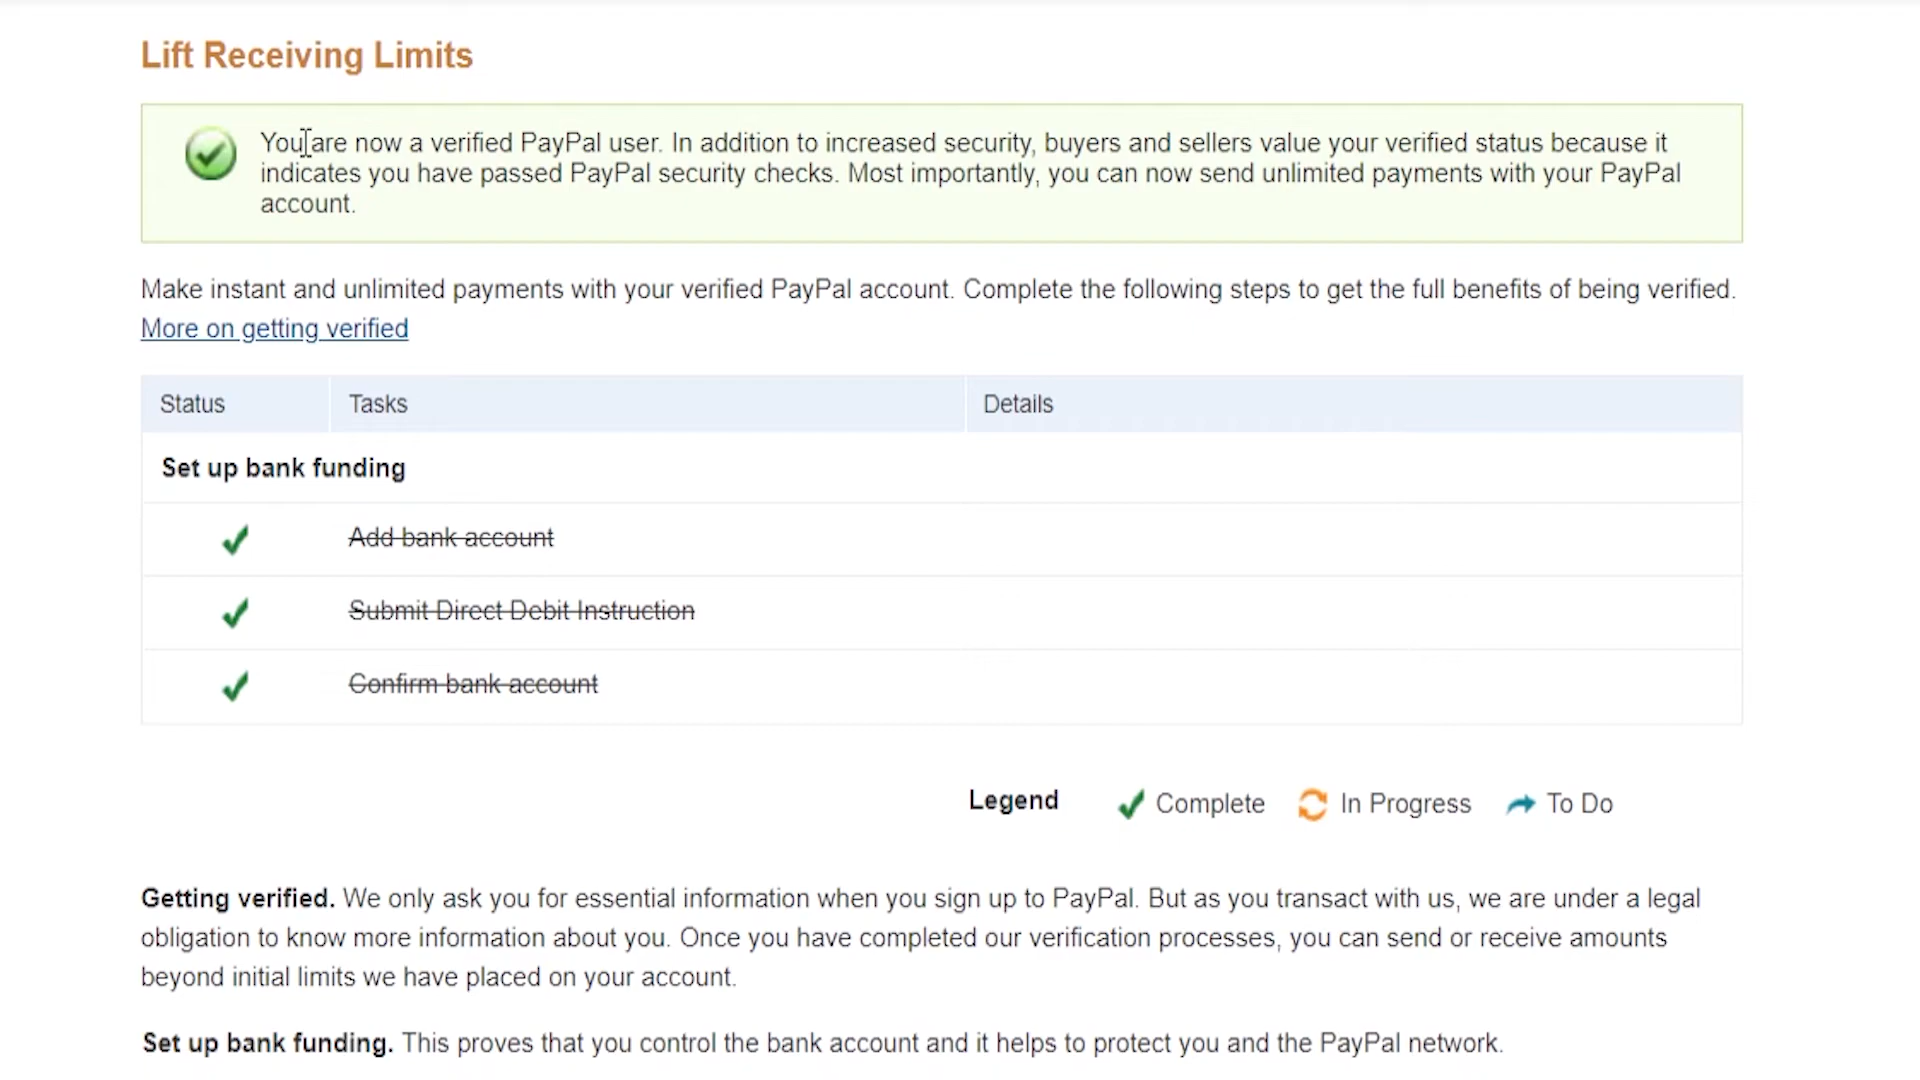 Lift Receiving Limits
You are now a verified PayPal user. In addition to increased security, buyers and sellers value your verified status because it
indicates you have passed PayPal security checks. Most importantly, you can now send unlimited payments with your PayPal
account.
Make instant and unlimited payments with your verified PayPal account. Complete the following steps to get the full benefits of being verified.
More on getting verified
Status Tasks Details
Set up bank funding
Add bank account
Submit Direct Debit Instruction
Confirm bank account
Legend Complete In Progress To Do
Getting verified. We only ask you for essential information when you sign up to PayPal. But as you transact with us, we are under a legal
obligation to know more information about you. Once you have completed our verification processes, you can send or receive amounts
beyond initial limits we have placed on your account.
Set up bank funding. This proves that you control the bank account and it helps to protect you and the PayPal network.